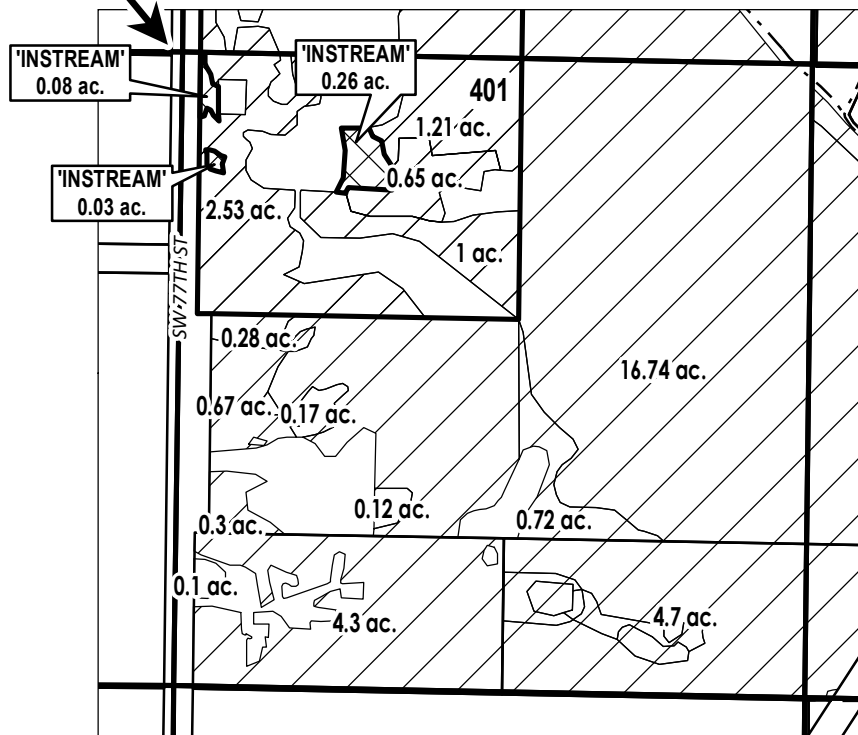 'INSTREAM'
0.08 ac.
'INSTREAM'
0.26 ac.
401
1.21 ac.
0.65 ac.
'INSTREAM'
0.03 ac.
2.53 ac.
1 ac.
SW 77TH ST
0.28 ac.
16.74 ac.
0.67 ac.
0.17 ac.
0.12 ac.
0.72 ac.
0.3 ac.
0.1 ac.
4.3 ac.
4.7 ac.